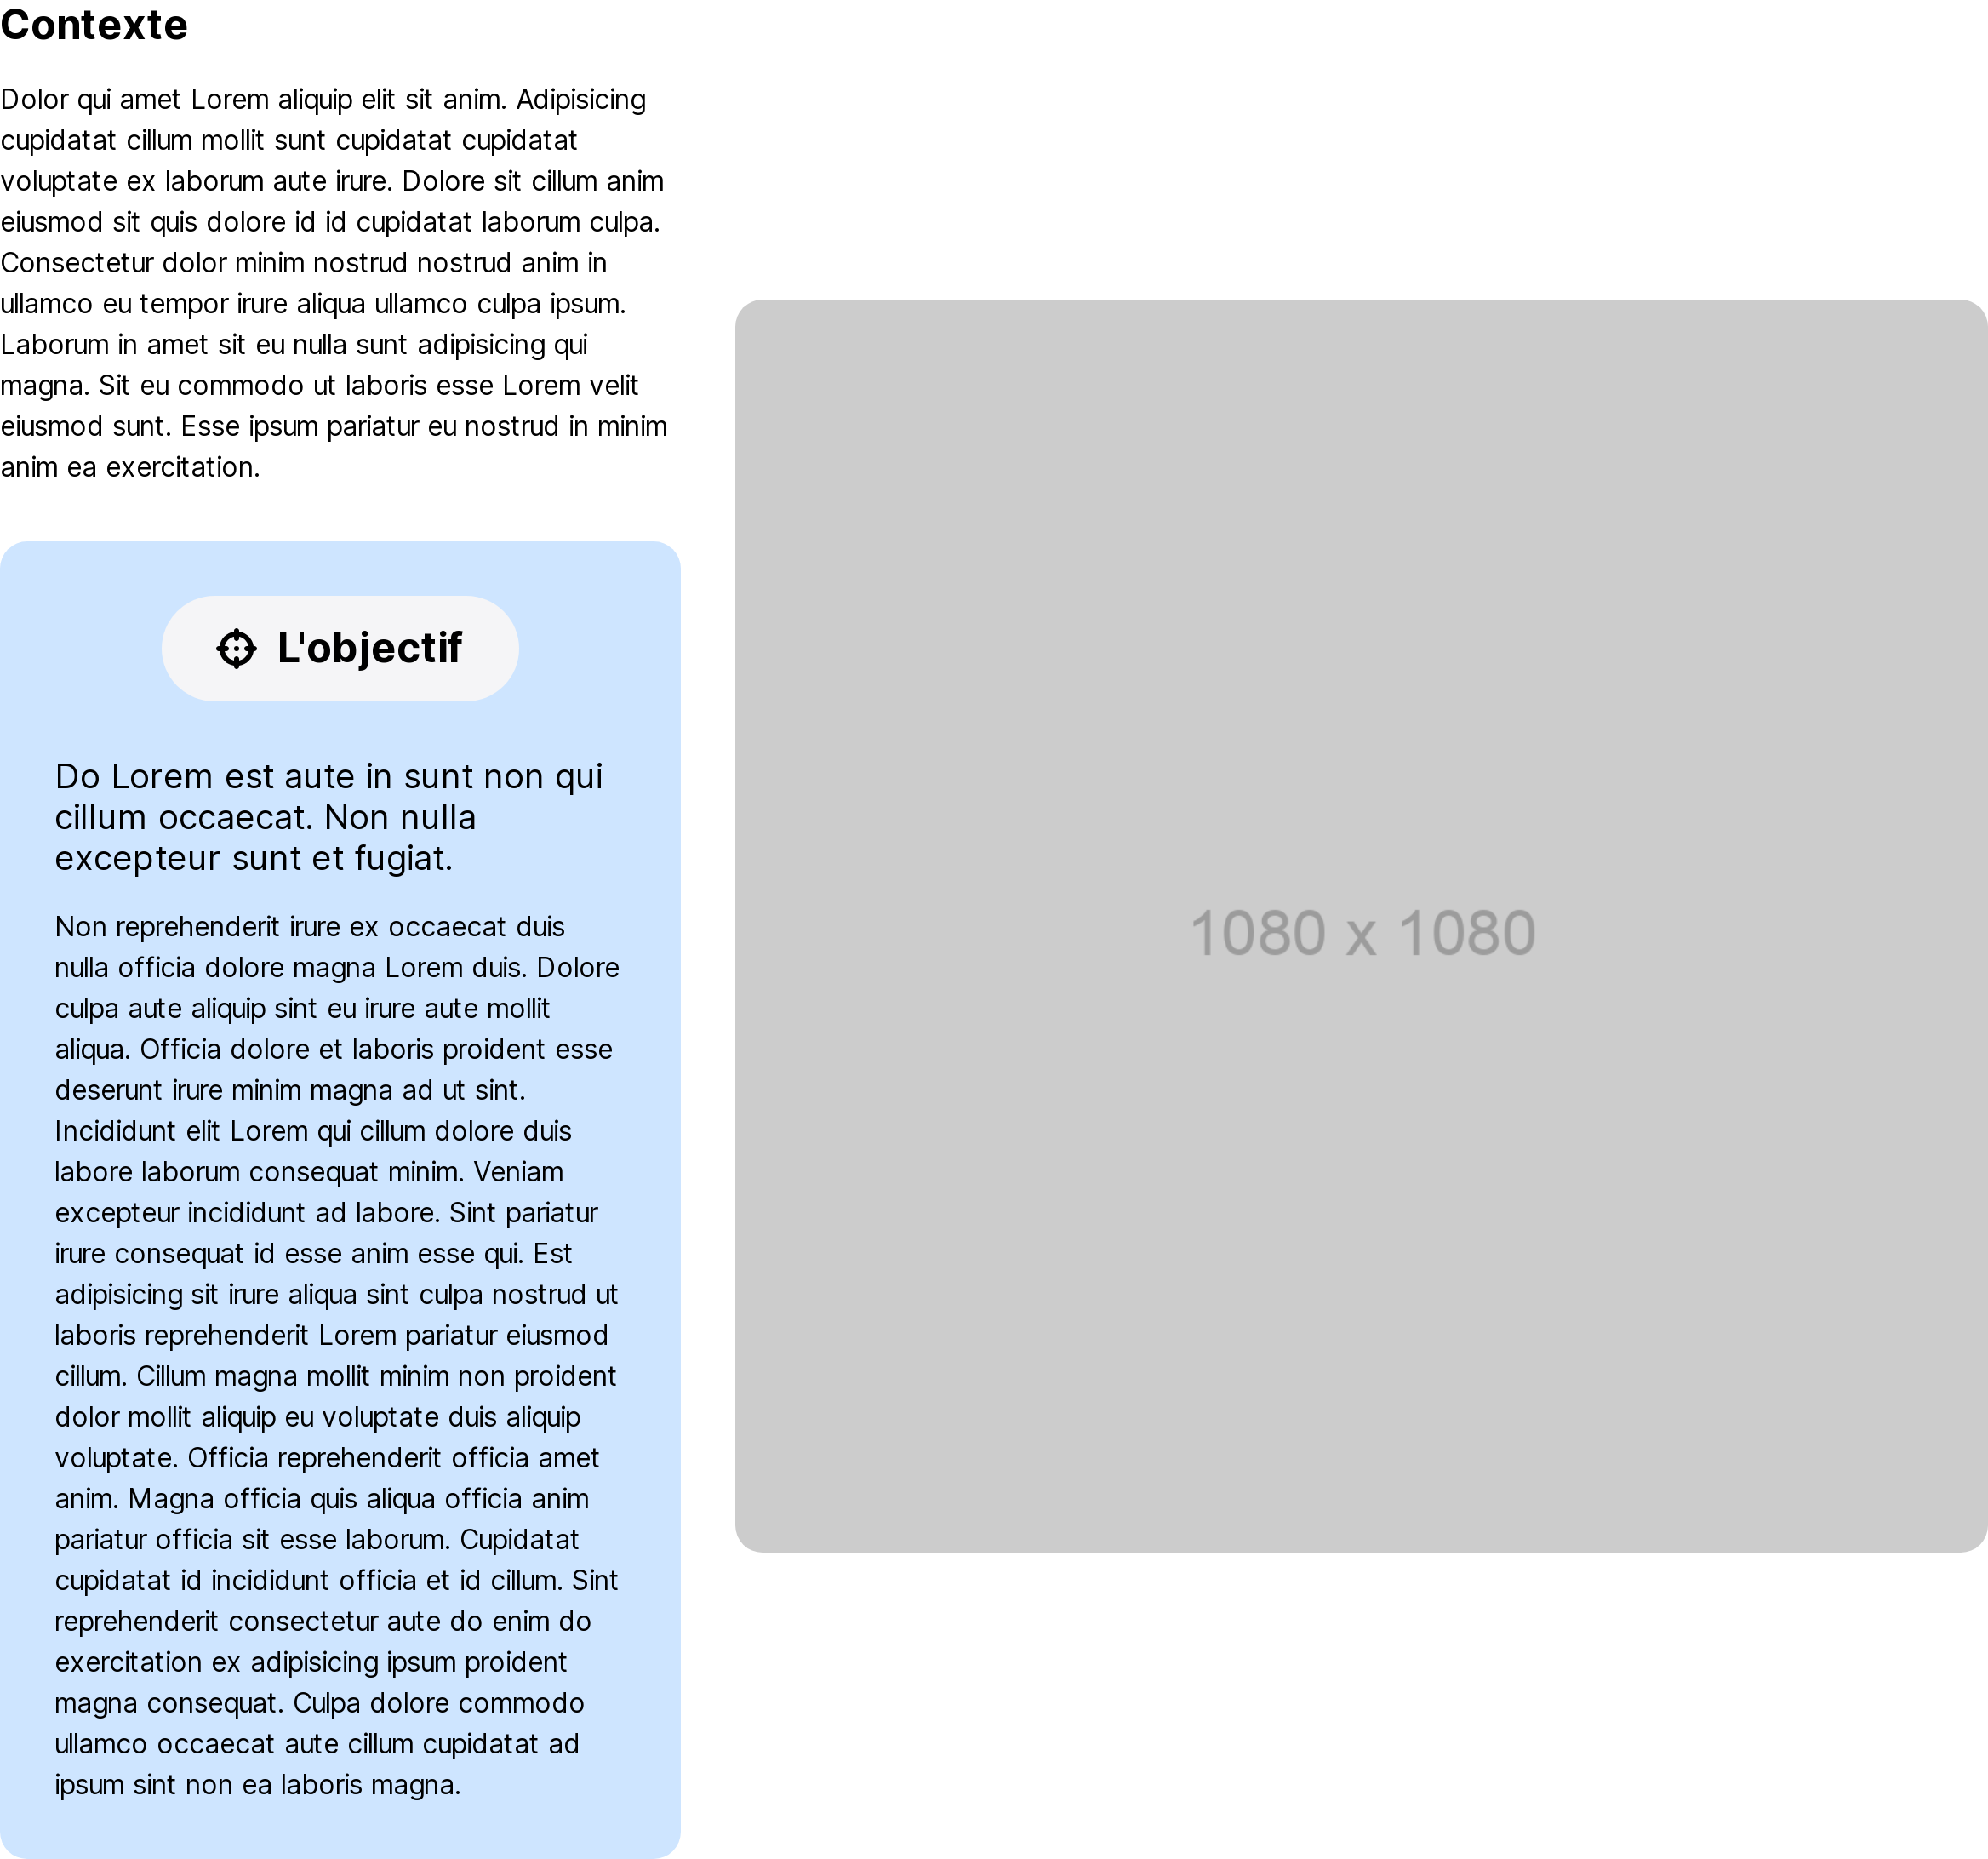 Contexte
Dolor qui amet Lorem aliquip elit sit anim. Adipisicing
cupidatat cillum mollit sunt cupidatat cupidatat
voluptate ex laborum aute irure. Dolore sit cillum anim
eiusmod sit quis dolore id id cupidatat laborum culpa.
Consectetur dolor minim nostrud nostrud anim in
ullamco eu tempor irure aliqua ullamco culpa ipsum.
Laborum in amet sit eu nulla sunt adipisicing qui
magna. Sit eu commodo ut laboris esse Lorem velit
eiusmod sunt. Esse ipsum pariatur eu nostrud in minim
anim ea exercitation.
L'objectif
Do Lorem est aute in sunt non qui
cillum occaecat. Non nulla
excepteur sunt et fugiat.
Non reprehenderit irure ex occaecat duis
nulla officia dolore magna Lorem duis. Dolore
culpa aute aliquip sint eu irure aute mollit
aliqua. Officia dolore et laboris proident esse
deserunt irure minim magna ad ut sint.
Incididunt elit Lorem qui cillum dolore duis
labore laborum consequat minim. Veniam
excepteur incididunt ad labore. Sint pariatur
irure consequat id esse anim esse qui. Est
adipisicing sit irure aliqua sint culpa nostrud ut
laboris reprehenderit Lorem pariatur eiusmod
cillum. Cillum magna mollit minim non proident
dolor mollit aliquip eu voluptate duis aliquip
voluptate. Officia reprehenderit officia amet
anim. Magna officia quis aliqua officia anim
pariatur officia sit esse laborum. Cupidatat
cupidatat id incididunt officia et id cillum. Sint
reprehenderit consectetur aute do enim do
exercitation ex adipisicing ipsum proident
magna consequat. Culpa dolore commodo
ullamco occaecat aute cillum cupidatat ad
ipsum sint non ea laboris magna.
1080 x 1080